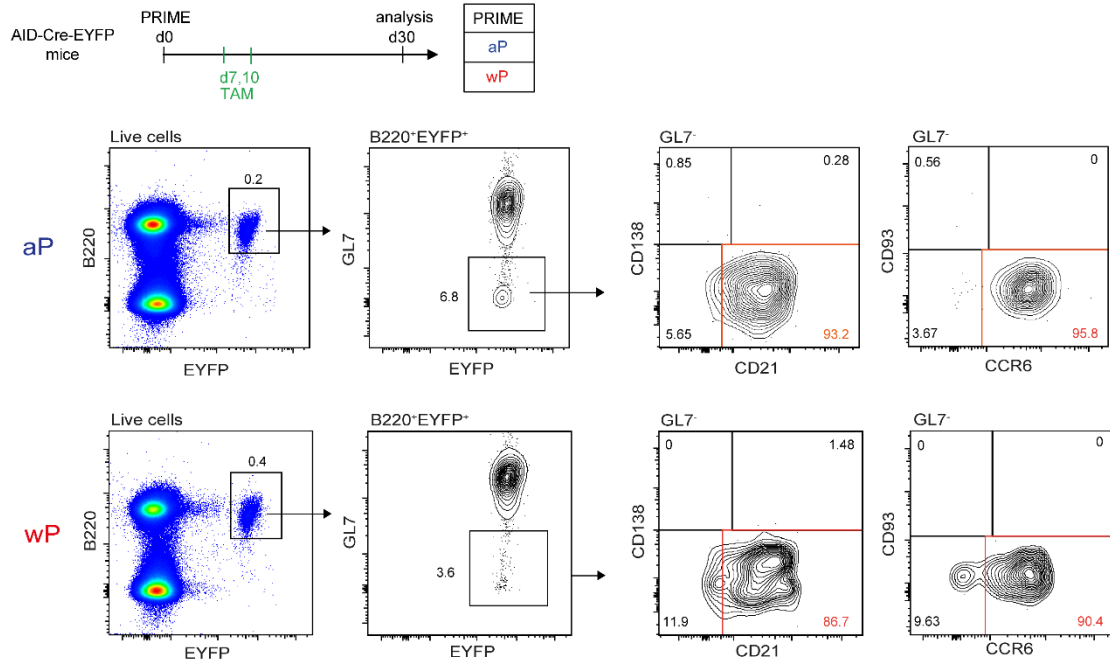 PRIME
analysis
PRIME
AID-Cre-EYFP
mice
d0
d30
aP
d7,10
TAM
wP
Live cells
B220⁺EYFP⁺
GL7⁻
GL7⁻
0.2
0.85
0.28
0.56
0
aP
B220
GL7
CD138
CD93
6.8
5.65
93.2
3.67
95.8
EYFP
EYFP
CD21
CCR6
Live cells
B220⁺EYFP⁺
GL7⁻
GL7⁻
0.4
0
1.48
0
0
wP
B220
GL7
CD138
CD93
3.6
11.9
86.7
9.63
90.4
EYFP
EYFP
CD21
CCR6